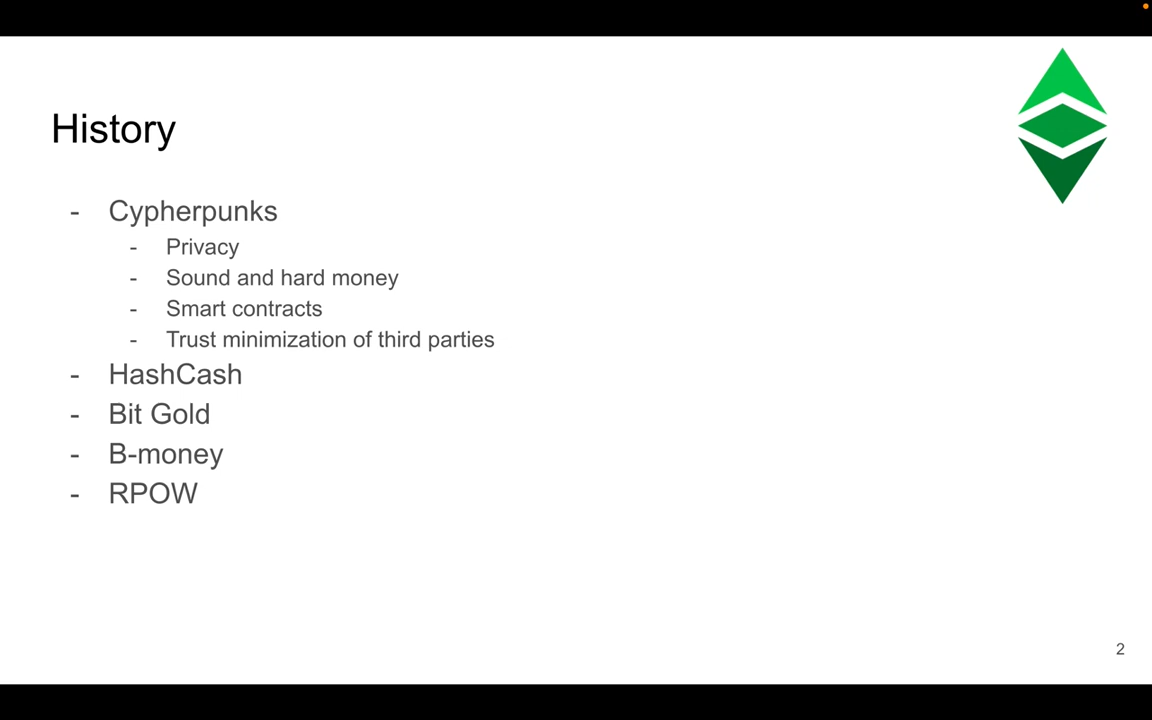 History
- Cypherpunks
- Privacy
- Sound and hard money
- Smart contracts
- Trust minimization of third parties
- HashCash
- Bit Gold
- B-money
- RPOW
2